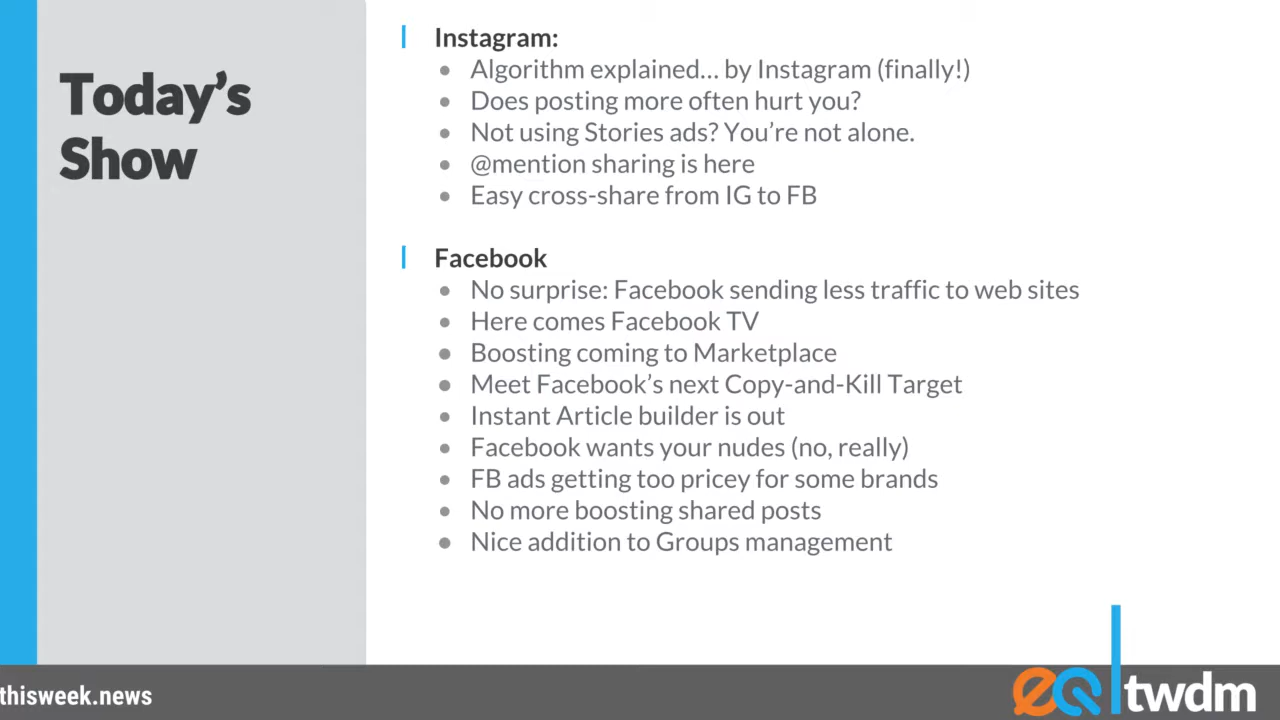 Today's
Show
Instagram:
Algorithm explained... by Instagram (finally!)
Does posting more often hurt you?
Not using Stories ads? You're not alone.
@mention sharing is here
Easy cross-share from IG to FB
Facebook
No surprise: Facebook sending less traffic to web sites
Here comes Facebook TV
Boosting coming to Marketplace
Meet Facebook's next Copy-and-Kill Target
Instant Article builder is out
Facebook wants your nudes (no, really)
FB ads getting too pricey for some brands
No more boosting shared posts
Nice addition to Groups management
thisweek.news
eQ twdm